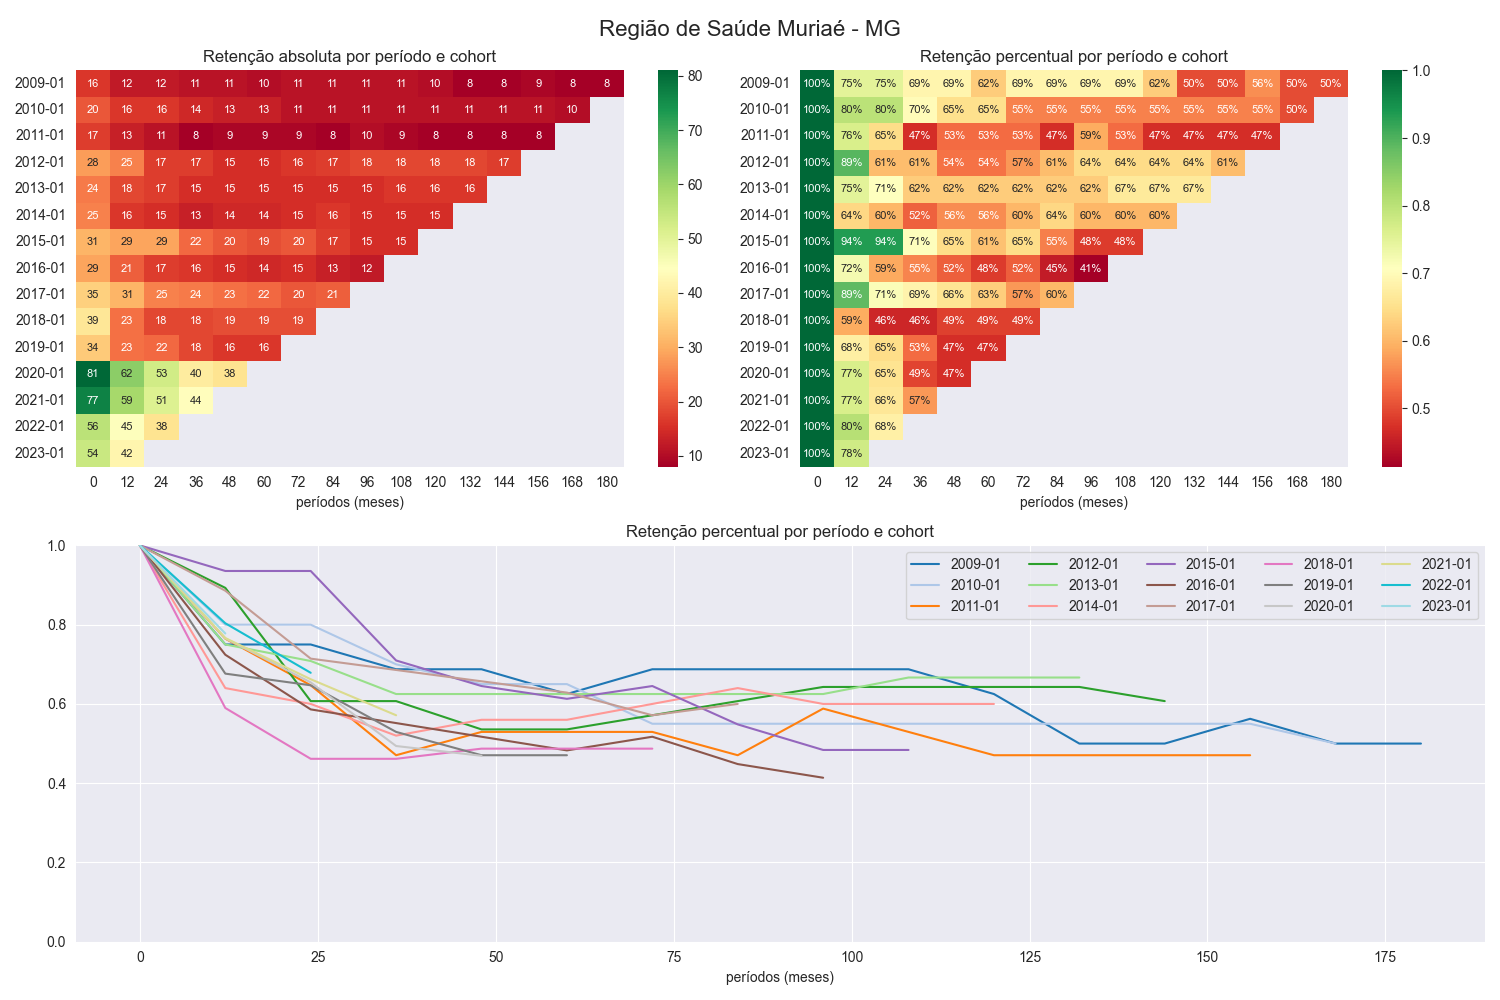 Região de Saúde Muriaé - MG
Retenção absoluta por período e cohort
2009-01 16 12 12 11 11 10 11 11 11 11 10 8 8 9 8 8
2010-01 20 16 16 14 13 13 11 11 11 11 11 11 11 11 10
2011-01 17 13 11 8 9 9 9 8 10 9 8 8 8 8
2012-01 28 25 17 17 15 15 16 17 18 18 18 18 17
2013-01 24 18 17 15 15 15 15 15 15 16 16 16
2014-01 25 16 15 13 14 14 15 16 15 15 15
2015-01 31 29 29 22 20 19 20 17 15 15
2016-01 29 21 17 16 15 14 15 13 12
2017-01 35 31 25 24 23 22 20 21
2018-01 39 23 18 18 19 19 19
2019-01 34 23 22 18 16 16
2020-01 81 62 53 40 38
2021-01 77 59 51 44
2022-01 56 45 38
2023-01 54 42
0 12 24 36 48 60 72 84 96 108 120 132 144 156 168 180
períodos (meses)
80
70
60
50
40
30
20
10
Retenção percentual por período e cohort
2009-01 100% 75% 75% 69% 69% 62% 69% 69% 69% 69% 62% 50% 50% 56% 50% 50%
2010-01 100% 80% 80% 70% 65% 65% 55% 55% 55% 55% 55% 55% 55% 55% 50%
2011-01 100% 76% 65% 47% 53% 53% 53% 47% 59% 53% 47% 47% 47% 47%
2012-01 100% 89% 61% 61% 54% 54% 57% 61% 64% 64% 64% 64% 61%
2013-01 100% 75% 71% 62% 62% 62% 62% 62% 62% 67% 67% 67%
2014-01 100% 64% 60% 52% 56% 56% 60% 64% 60% 60% 60%
2015-01 100% 94% 94% 71% 65% 61% 65% 55% 48% 48%
2016-01 100% 72% 59% 55% 52% 48% 52% 45% 41%
2017-01 100% 89% 71% 69% 66% 63% 57% 60%
2018-01 100% 59% 46% 46% 49% 49% 49%
2019-01 100% 68% 65% 53% 47% 47%
2020-01 100% 77% 65% 49% 47%
2021-01 100% 77% 66% 57%
2022-01 100% 80% 68%
2023-01 100% 78%
0 12 24 36 48 60 72 84 96 108 120 132 144 156 168 180
períodos (meses)
1.0
0.9
0.8
0.7
0.6
0.5
Retenção percentual por período e cohort
1.0
0.8
0.6
0.4
0.2
0.0
2009-01 2012-01 2015-01 2018-01 2021-01
2010-01 2013-01 2016-01 2019-01 2022-01
2011-01 2014-01 2017-01 2020-01 2023-01
0 25 50 75 100 125 150 175
períodos (meses)